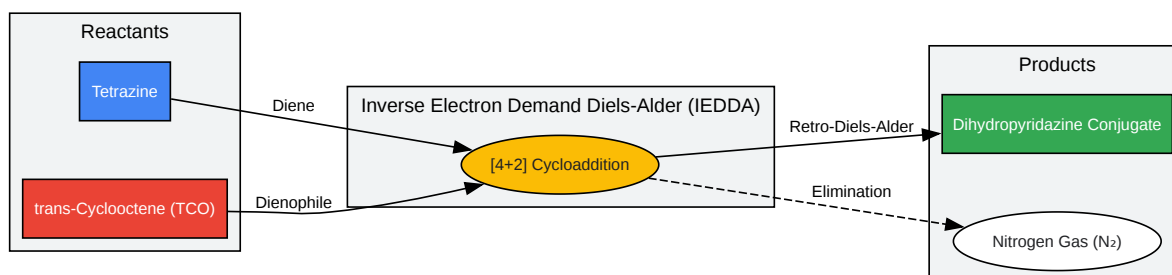 Reactants
Tetrazine
trans-Cyclooctene (TCO)
Diene
Dienophile
Inverse Electron Demand Diels-Alder (IEDDA)
[4+2] Cycloaddition
Retro-Diels-Alder
Elimination
Products
Dihydropyridazine Conjugate
Nitrogen Gas (N₂)